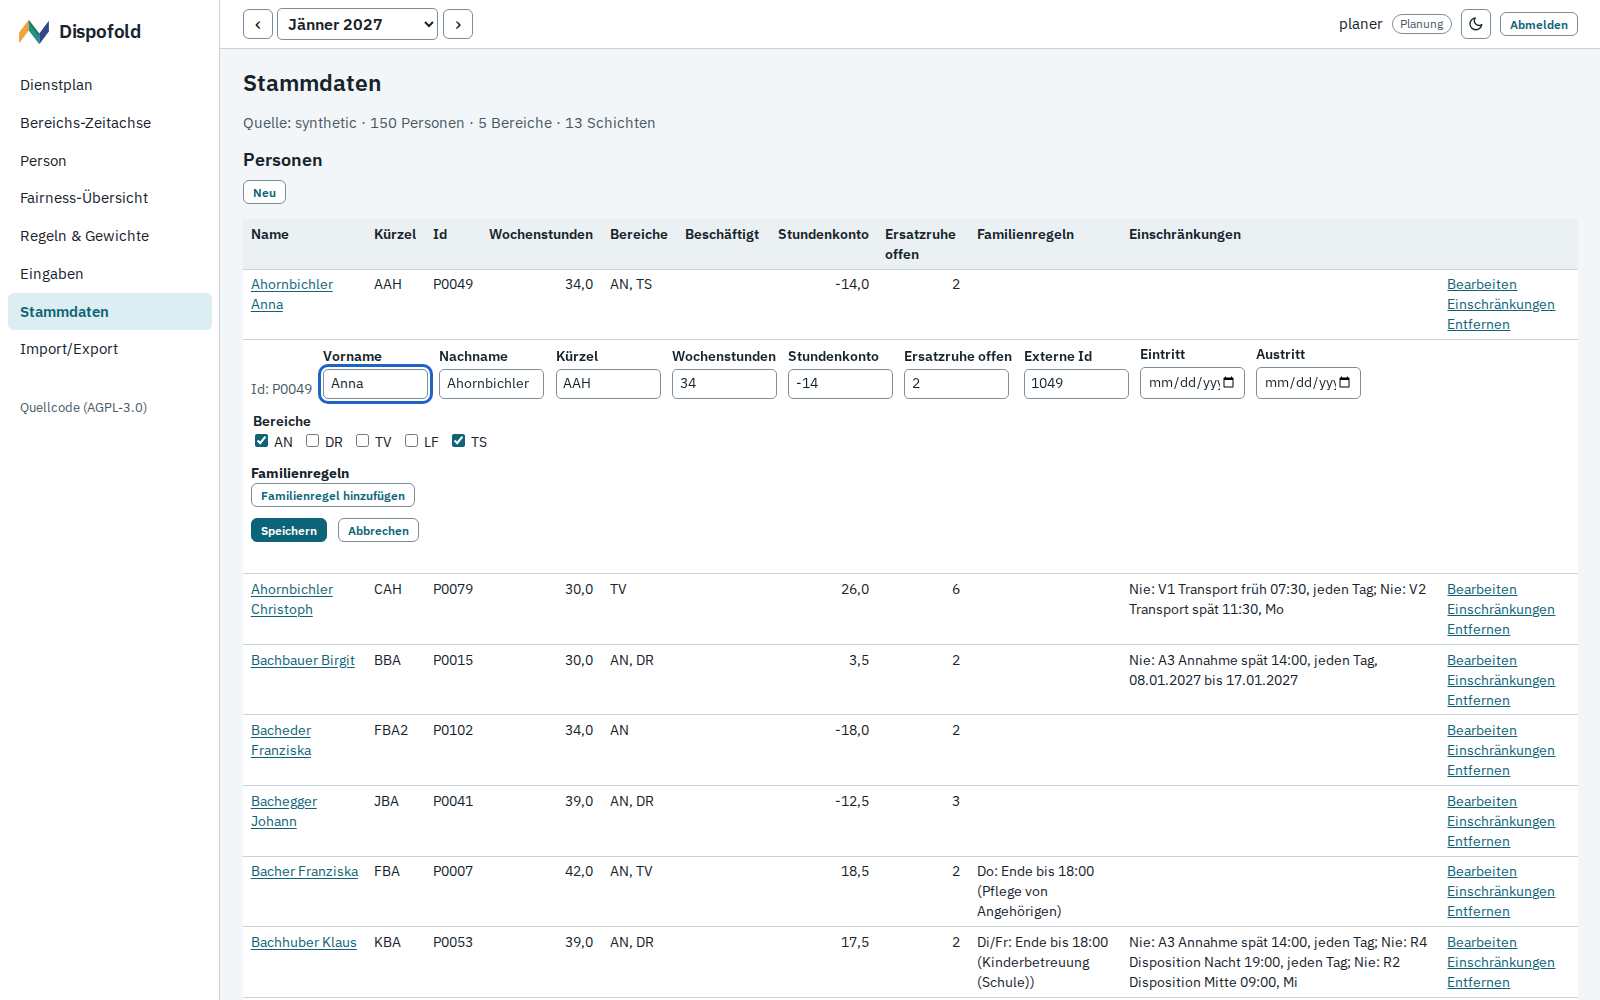 Dispofold
Dienstplan
Bereichs-Zeitachse
Person
Fairness-Übersicht
Regeln & Gewichte
Eingaben
Stammdaten
Import/Export
Quellcode (AGPL-3.0)
‹ Jänner 2027 ›
planer Planung Abmelden
Stammdaten
Quelle: synthetic · 150 Personen · 5 Bereiche · 13 Schichten
Personen
Neu
Name Kürzel Id Wochenstunden Bereiche Beschäftigt Stundenkonto Ersatzruhe offen Familienregeln Einschränkungen
Ahornbichler Anna AAH P0049 34,0 AN, TS -14,0 2 Bearbeiten Einschränkungen Entfernen
Id: P0049
Vorname Nachname Kürzel Wochenstunden Stundenkonto Ersatzruhe offen Externe Id Eintritt Austritt
Anna Ahornbichler AAH 34 -14 2 1049 mm/dd/yyy mm/dd/yyy
Bereiche
AN DR TV LF TS
Familienregeln
Familienregel hinzufügen
Speichern Abbrechen
Ahornbichler Christoph CAH P0079 30,0 TV 26,0 6 Nie: V1 Transport früh 07:30, jeden Tag; Nie: V2 Transport spät 11:30, Mo Bearbeiten Einschränkungen Entfernen
Bachbauer Birgit BBA P0015 30,0 AN, DR 3,5 2 Nie: A3 Annahme spät 14:00, jeden Tag, 08.01.2027 bis 17.01.2027 Bearbeiten Einschränkungen Entfernen
Bacheder Franziska FBA2 P0102 34,0 AN -18,0 2 Bearbeiten Einschränkungen Entfernen
Bachegger Johann JBA P0041 39,0 AN, DR -12,5 3 Bearbeiten Einschränkungen Entfernen
Bacher Franziska FBA P0007 42,0 AN, TV 18,5 2 Do: Ende bis 18:00 (Pflege von Angehörigen) Bearbeiten Einschränkungen Entfernen
Bachhuber Klaus KBA P0053 39,0 AN, DR 17,5 2 Di/Fr: Ende bis 18:00 (Kinderbetreuung (Schule)) Nie: A3 Annahme spät 14:00, jeden Tag; Nie: R4 Disposition Nacht 19:00, jeden Tag; Nie: R2 Disposition Mitte 09:00, Mi Bearbeiten Einschränkungen Entfernen